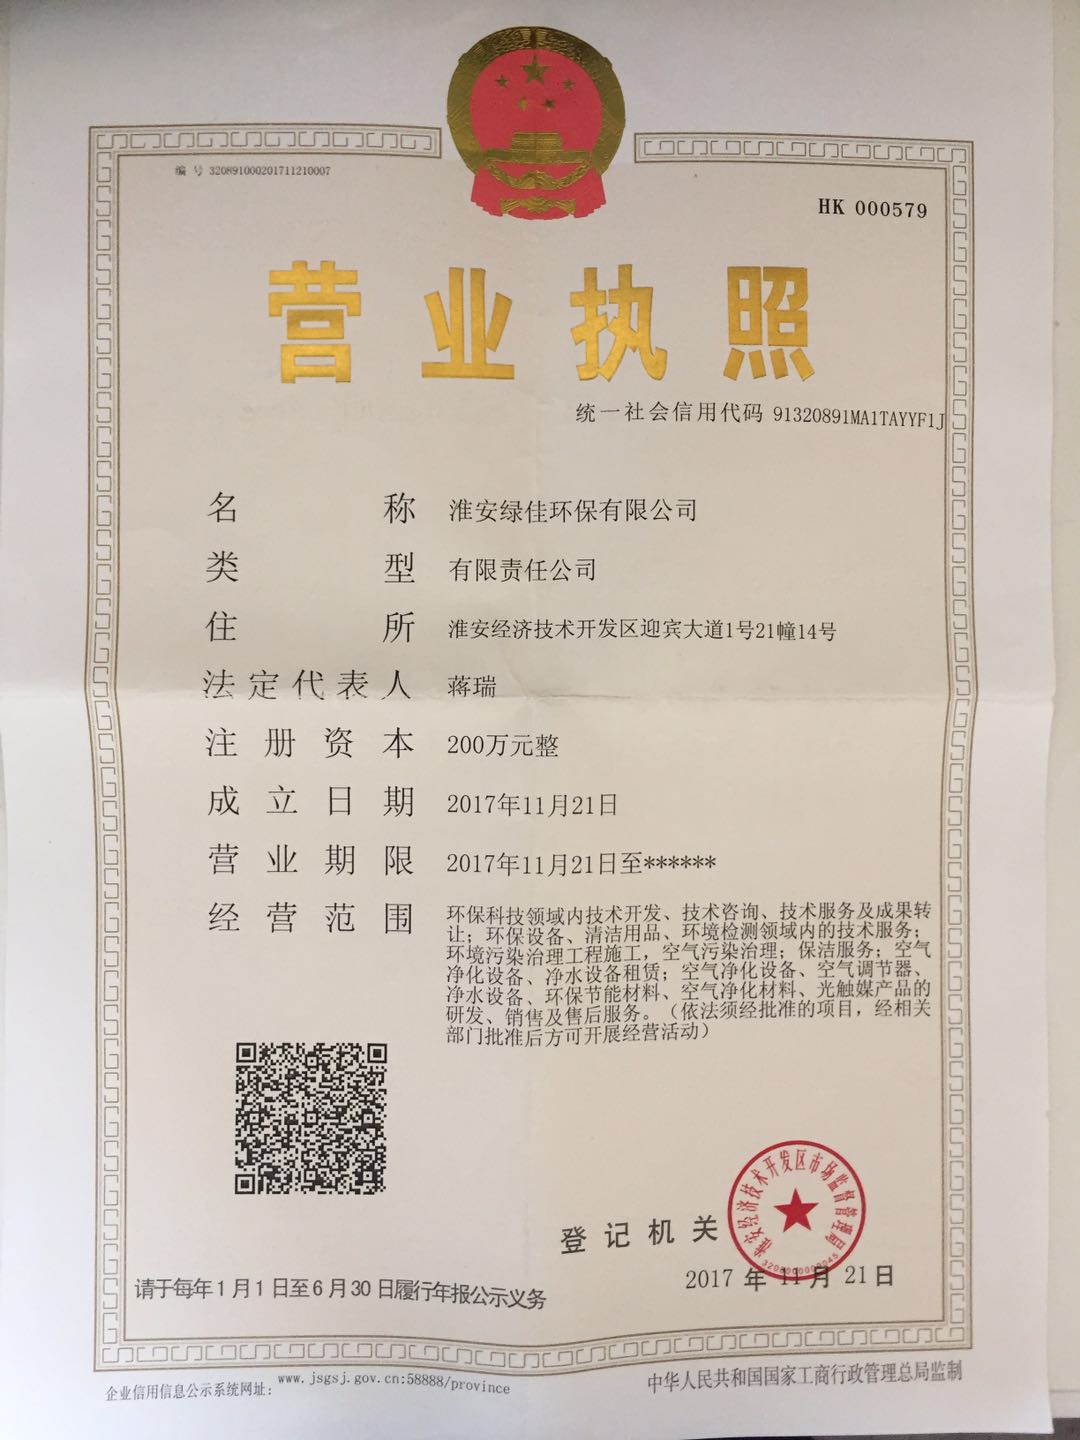 编 号 320891000201711210007
HK 000579
营业执照
统一社会信用代码 91320891MA1TAYYF1J
名称 淮安绿佳环保有限公司
类型 有限责任公司
住所 淮安经济技术开发区迎宾大道1号21幢14号
法定代表人 蒋瑞
注册资本 200万元整
成立日期 2017年11月21日
营业期限 2017年11月21日至******
经营范围 环保科技领域内技术开发、技术咨询、技术服务及成果转
让；环保设备、清洁用品、环境检测领域内的技术服务；
环境污染治理工程施工，空气污染治理；保洁服务；空气
净化设备、净水设备租赁；空气净化设备、空气调节器、
净水设备、环保节能材料、空气净化材料、光触媒产品的
研发、销售及售后服务。（依法须经批准的项目，经相关
部门批准后方可开展经营活动）
淮安经济技术开发区市场监督管理局
登记机关
2017 年 11 月 21 日
请于每年1月1日至6月30日履行年报公示义务
企业信用信息公示系统网址： www.jsgsj.gov.cn:58888/province
中华人民共和国国家工商行政管理总局监制